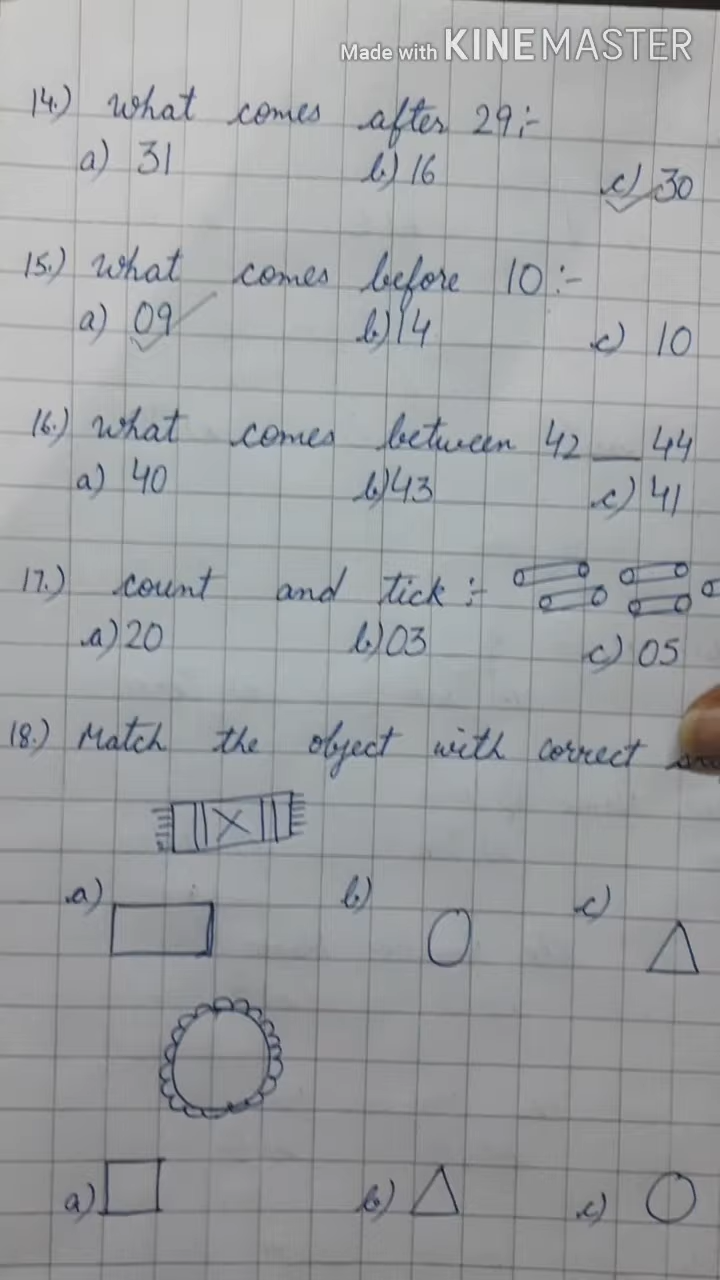 Made with KINEMASTER
14.) What comes after 29:-
a) 31 b) 16 c) 30
15.) What comes before 10:-
a) 09 b) 14 c) 10
16.) What comes between 42 __ 44
a) 40 b) 43 c) 41
17.) count and tick :-
a) 20 b) 03 c) 05
18.) Match the object with correct
a) b) c)
a) b) c)